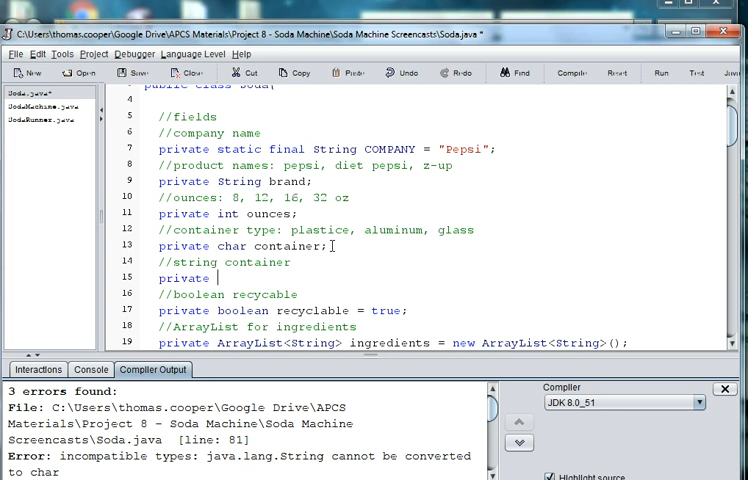 C:\Users\thomas.cooper\Google Drive\APCS Materials\Project 8 - Soda Machine\Soda Machine Screencasts\Soda.java *
File Edit Tools Project Debugger Language Level Help
New Open Save Close Cut Copy Paste Undo Redo Find Compile Reset Run Test Java
Soda.java*
SodaMachine.java
SodaRunner.java
public class Soda{
4
5 //fields
6 //company name
7 private static final String COMPANY = "Pepsi";
8 //product names: pepsi, diet pepsi, z-up
9 private String brand;
10 //ounces: 8, 12, 16, 32 oz
11 private int ounces;
12 //container type: plastice, aluminum, glass
13 private char container;
14 //string container
15 private
16 //boolean recycable
17 private boolean recyclable = true;
18 //ArrayList for ingredients
19 private ArrayList<String> ingredients = new ArrayList<String>();
Interactions Console Compiler Output
3 errors found:
File: C:\Users\thomas.cooper\Google Drive\APCS
Materials\Project 8 - Soda Machine\Soda Machine
Screencasts\Soda.java [line: 81]
Error: incompatible types: java.lang.String cannot be converted
to char
Compiler
JDK 8.0_51
Highlight source